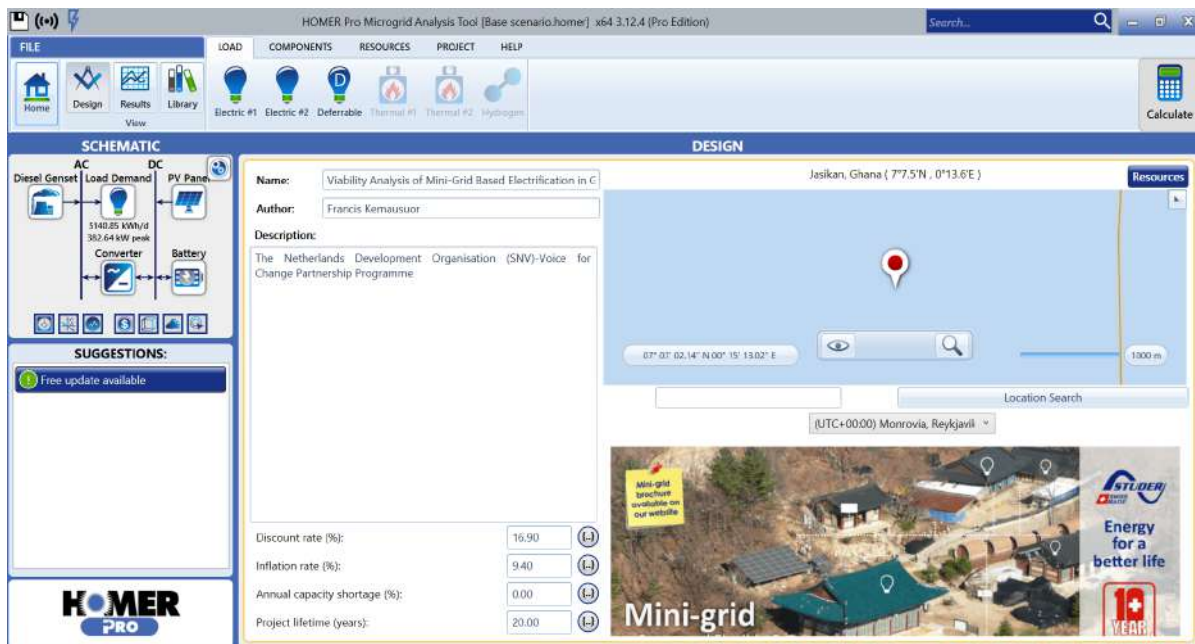 HOMER Pro Microgrid Analysis Tool [Base scenario.homer] x64 3.12.4 (Pro Edition)
Search...
FILE
LOAD COMPONENTS RESOURCES PROJECT HELP
Home
Design
Results
Library
View
Electric #1
Electric #2
Deferrable
Thermal #1
Thermal #2
Hydrogen
Calculate
SCHEMATIC
DESIGN
AC DC
Diesel Genset
Load Demand
PV Panel
5140.85 kWh/d
382.64 kW peak
Converter
Battery
SUGGESTIONS:
Free update available
HOMER
PRO
Name: Viability Analysis of Mini-Grid Based Electrification in G
Author: Francis Kemausuor
Description:
The Netherlands Development Organisation (SNV)-Voice for
Change Partnership Programme
Discount rate (%): 16.90
Inflation rate (%): 9.40
Annual capacity shortage (%): 0.00
Project lifetime (years): 20.00
Jasikan, Ghana ( 7°7.5'N , 0°13.6'E )
Resources
07° 07' 02.14" N 00° 15' 13.02" E
1000 m
Location Search
(UTC+00:00) Monrovia, Reykjavik
Mini-grid
brochure
available on
our website
STUDER
SWISS
MADE
Energy
for a
better life
10
YEAR
Mini-grid